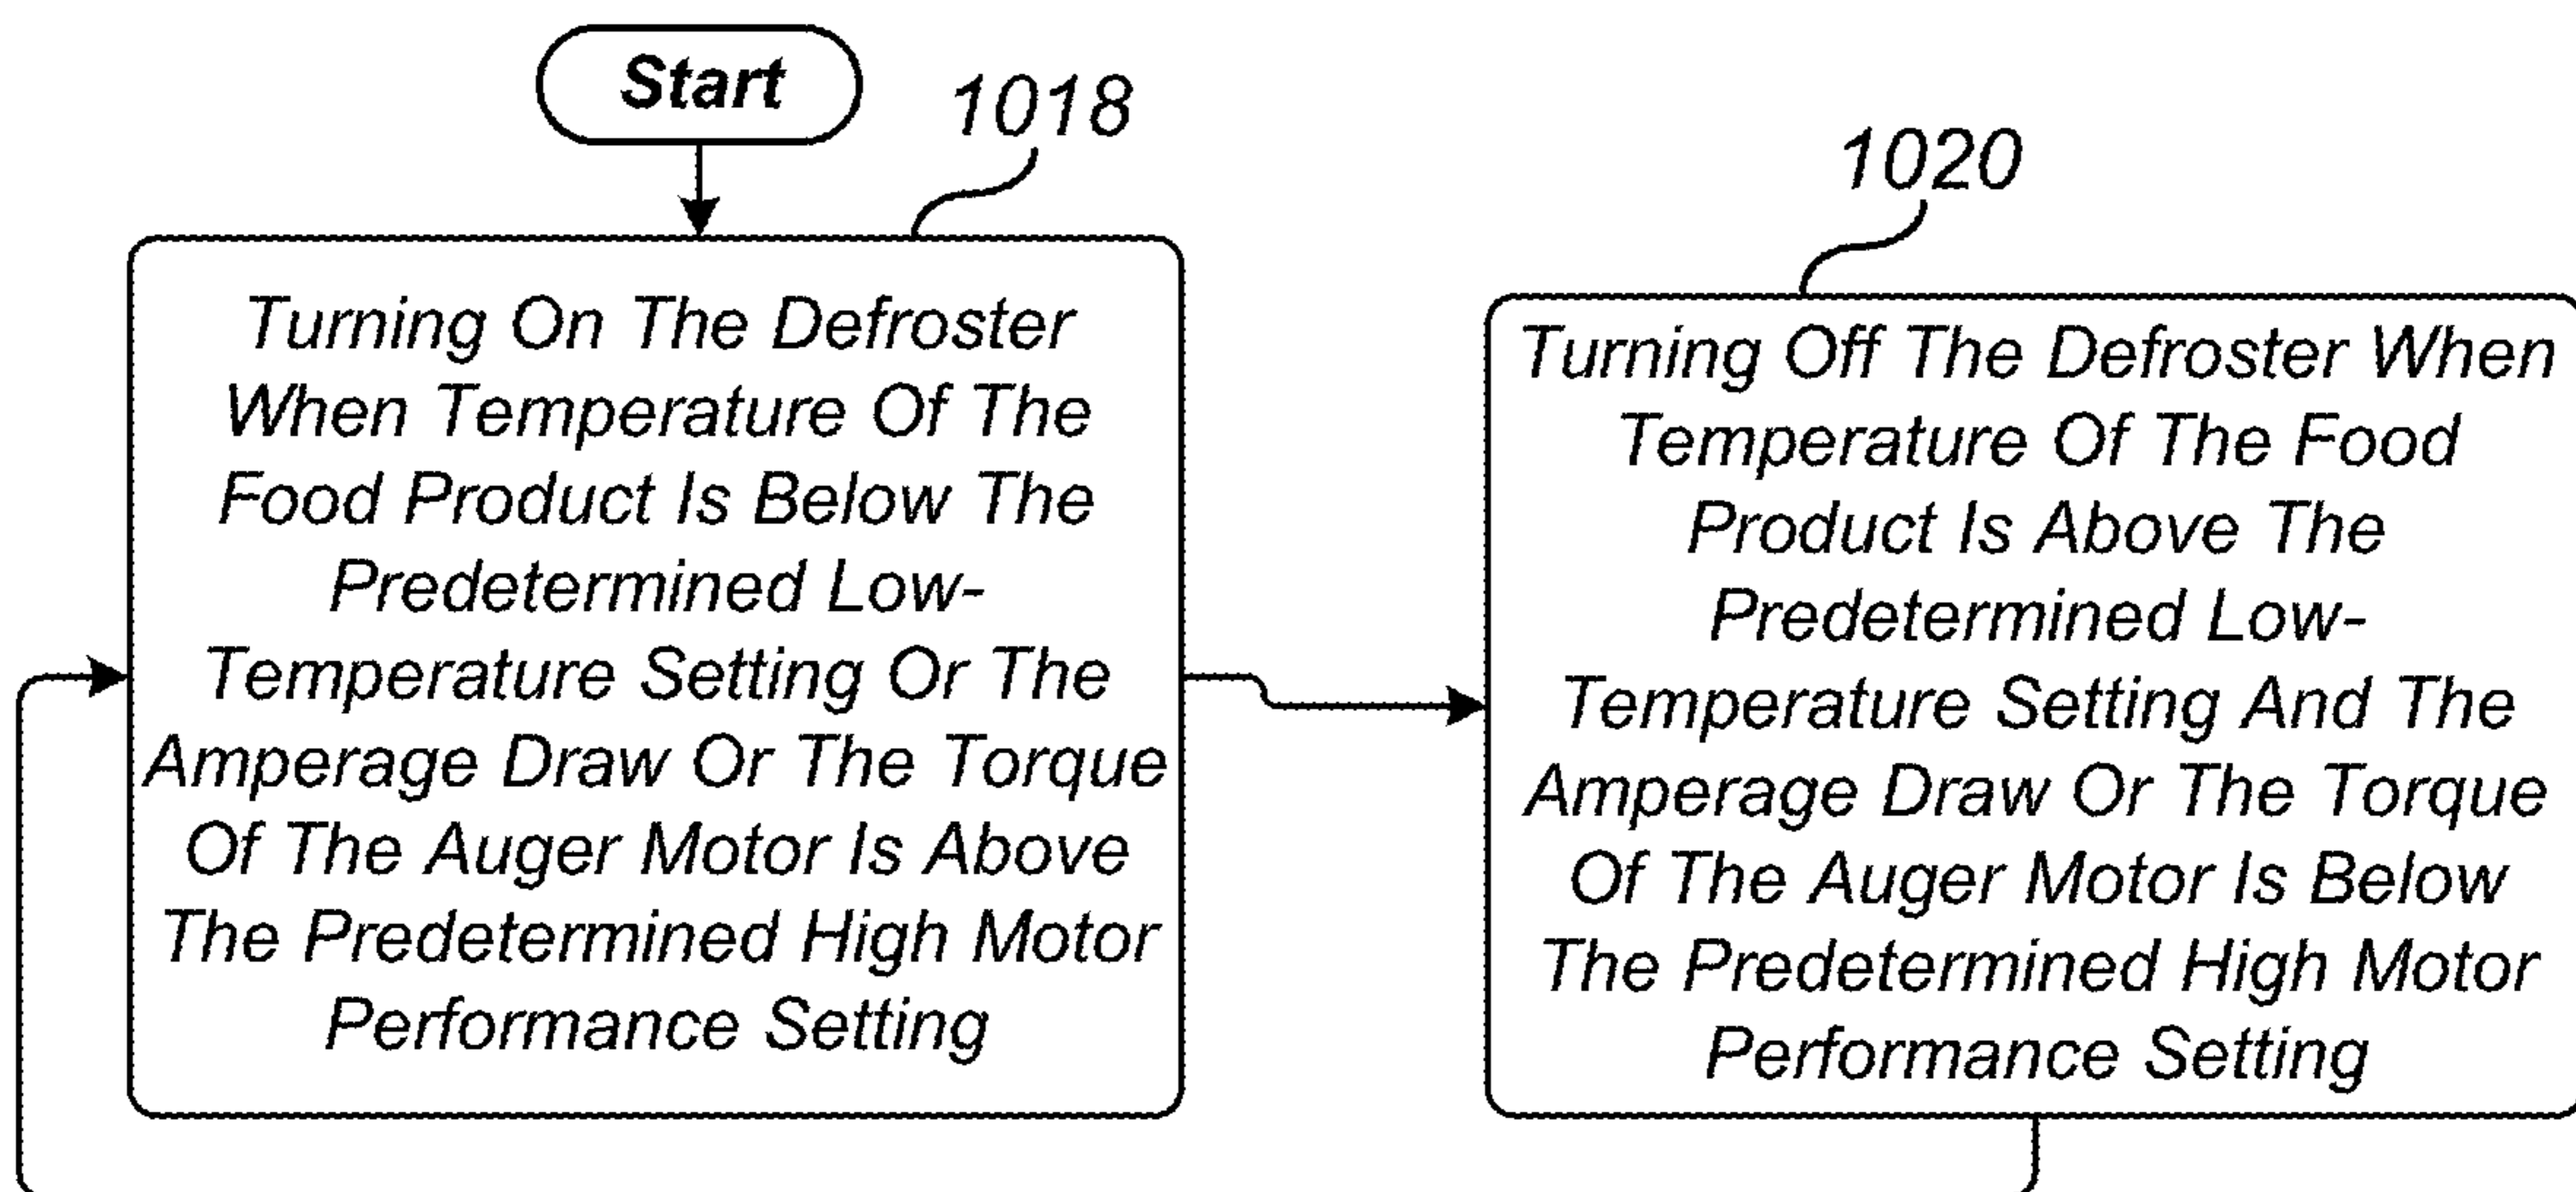 Start
1018
Turning On The Defroster
When Temperature Of The
Food Product Is Below The
Predetermined Low-
Temperature Setting Or The
Amperage Draw Or The Torque
Of The Auger Motor Is Above
The Predetermined High Motor
Performance Setting
1020
Turning Off The Defroster When
Temperature Of The Food
Product Is Above The
Predetermined Low-
Temperature Setting And The
Amperage Draw Or The Torque
Of The Auger Motor Is Below
The Predetermined High Motor
Performance Setting